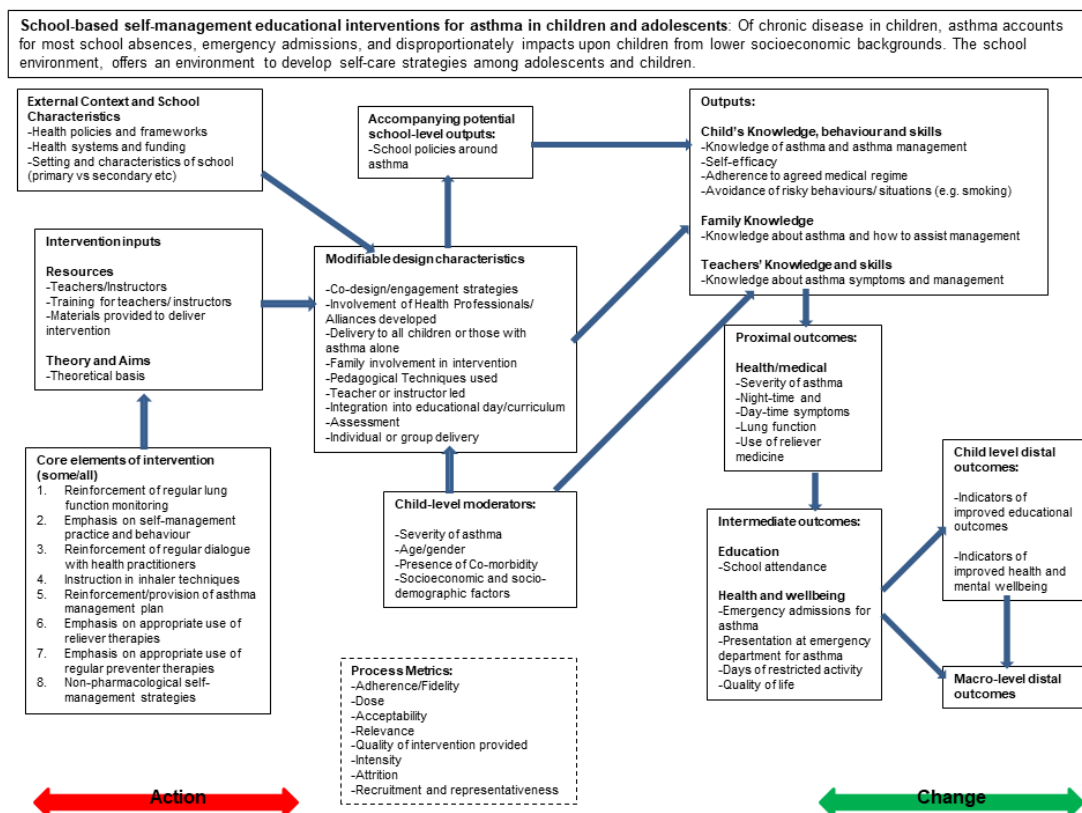 School-based self-management educational interventions for asthma in children and adolescents: Of chronic disease in children, asthma accounts
for most school absences, emergency admissions, and disproportionately impacts upon children from lower socioeconomic backgrounds. The school
environment, offers an environment to develop self-care strategies among adolescents and children.
External Context and School
Characteristics
-Health policies and frameworks
-Health systems and funding
-Setting and characteristics of school
(primary vs secondary etc)
Accompanying potential
school-level outputs:
-School policies around
asthma
Outputs:
Child's Knowledge, behaviour and skills
-Knowledge of asthma and asthma management
-Self-efficacy
-Adherence to agreed medical regime
-Avoidance of risky behaviours/ situations (e.g. smoking)
Family Knowledge
-Knowledge about asthma and how to assist management
Teachers' Knowledge and skills
-Knowledge about asthma symptoms and management
Intervention inputs
Resources
-Teachers/Instructors
-Training for teachers/ instructors
-Materials provided to deliver
intervention
Theory and Aims
-Theoretical basis
Modifiable design characteristics
-Co-design/engagement strategies
-Involvement of Health Professionals/
Alliances developed
-Delivery to all children or those with
asthma alone
-Family involvement in intervention
-Pedagogical Techniques used
-Teacher or instructor led
-Integration into educational day/curriculum
-Assessment
-Individual or group delivery
Proximal outcomes:
Health/medical
-Severity of asthma
-Night-time and
-Day-time symptoms
-Lung function
-Use of reliever
medicine
Core elements of intervention
(some/all)
1. Reinforcement of regular lung
function monitoring
2. Emphasis on self-management
practice and behaviour
3. Reinforcement of regular dialogue
with health practitioners
4. Instruction in inhaler techniques
5. Reinforcement/provision of asthma
management plan
6. Emphasis on appropriate use of
reliever therapies
7. Emphasis on appropriate use of
regular preventer therapies
8. Non-pharmacological self-
management strategies
Child-level moderators:
-Severity of asthma
-Age/gender
-Presence of Co-morbidity
-Socioeconomic and socio-
demographic factors
Intermediate outcomes:
Education
-School attendance
Health and wellbeing
-Emergency admissions for
asthma
-Presentation at emergency
department for asthma
-Days of restricted activity
-Quality of life
Child level distal
outcomes:
-Indicators of
improved educational
outcomes
-Indicators of
improved health and
mental wellbeing
Macro-level distal
outcomes
Process Metrics:
-Adherence/Fidelity
-Dose
-Acceptability
-Relevance
-Quality of intervention provided
-Intensity
-Attrition
-Recruitment and representativeness
Action
Change